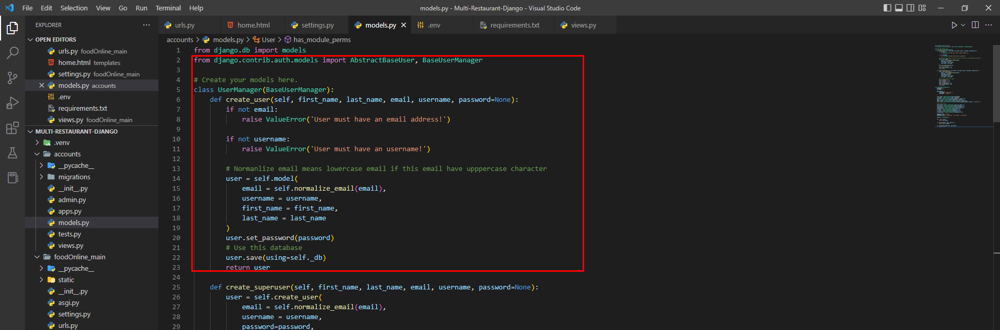 File Edit Selection View Go Run Terminal Help
models.py - Multi-Restaurant-Django - Visual Studio Code
EXPLORER
OPEN EDITORS
urls.py foodOnline_main
home.html templates
settings.py foodOnline_main
models.py accounts
.env
requirements.txt
views.py foodOnline_main
MULTI-RESTAURANT-DJANGO
.venv
accounts
__pycache__
migrations
__init__.py
admin.py
apps.py
models.py
tests.py
views.py
foodOnline_main
__pycache__
static
__init__.py
asgi.py
settings.py
urls.py
urls.py home.html settings.py models.py .env requirements.txt views.py
accounts > models.py > User > has_module_perms
1 from django.db import models
2 from django.contrib.auth.models import AbstractBaseUser, BaseUserManager
3
4 # Create your models here.
5 class UserManager(BaseUserManager):
6 def create_user(self, first_name, last_name, email, username, password=None):
7 if not email:
8 raise ValueError('User must have an email address!')
9
10 if not username:
11 raise ValueError('User must have an username!')
12
13 # Normanlize email means lowercase email if this email have upppercase character
14 user = self.model(
15 email = self.normalize_email(email),
16 username = username,
17 first_name = first_name,
18 last_name = last_name
19 )
20 user.set_password(password)
21 # Use this database
22 user.save(using=self._db)
23 return user
24
25 def create_superuser(self, first_name, last_name, email, username, password=None):
26 user = self.create_user(
27 email = self.normalize_email(email),
28 username = username,
29 password=password,